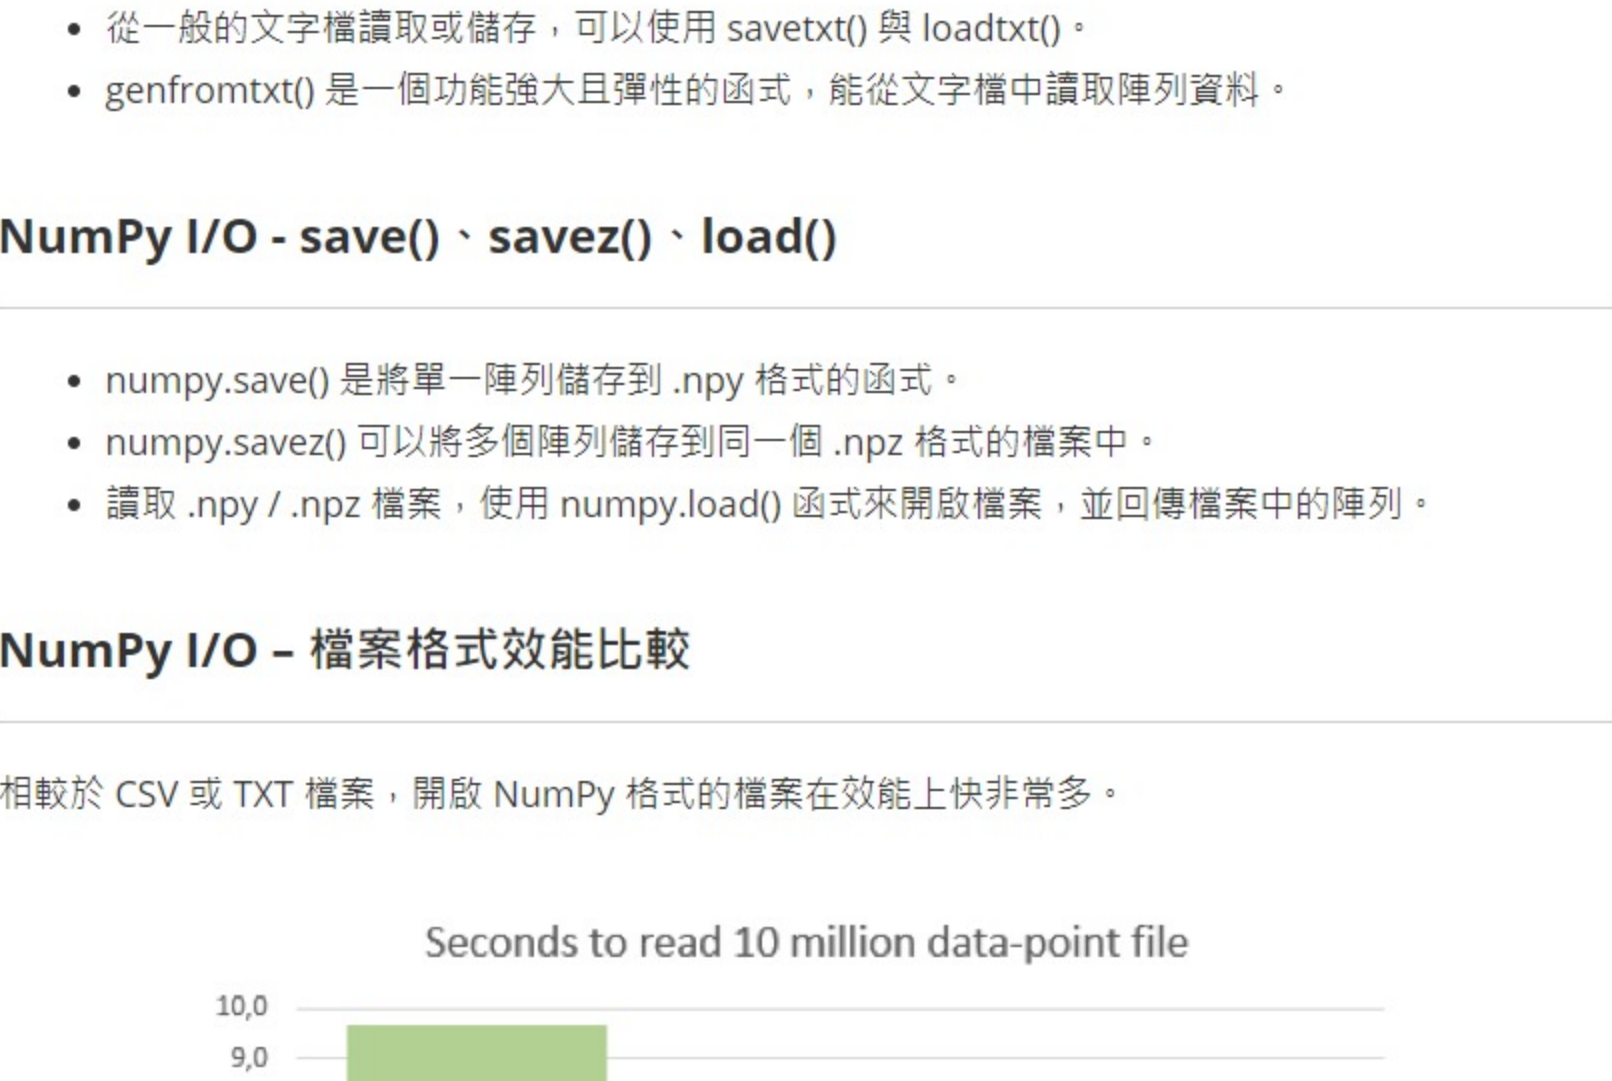 • 從一般的文字檔讀取或儲存，可以使用 savetxt() 與 loadtxt()。
• genfromtxt() 是一個功能強大且彈性的函式，能從文字檔中讀取陣列資料。
NumPy I/O - save()、savez()、load()
• numpy.save() 是將單一陣列儲存到 .npy 格式的函式。
• numpy.savez() 可以將多個陣列儲存到同一個 .npz 格式的檔案中。
• 讀取 .npy / .npz 檔案，使用 numpy.load() 函式來開啟檔案，並回傳檔案中的陣列。
NumPy I/O – 檔案格式效能比較
相較於 CSV 或 TXT 檔案，開啟 NumPy 格式的檔案在效能上快非常多。
Seconds to read 10 million data-point file
10,0
9,0